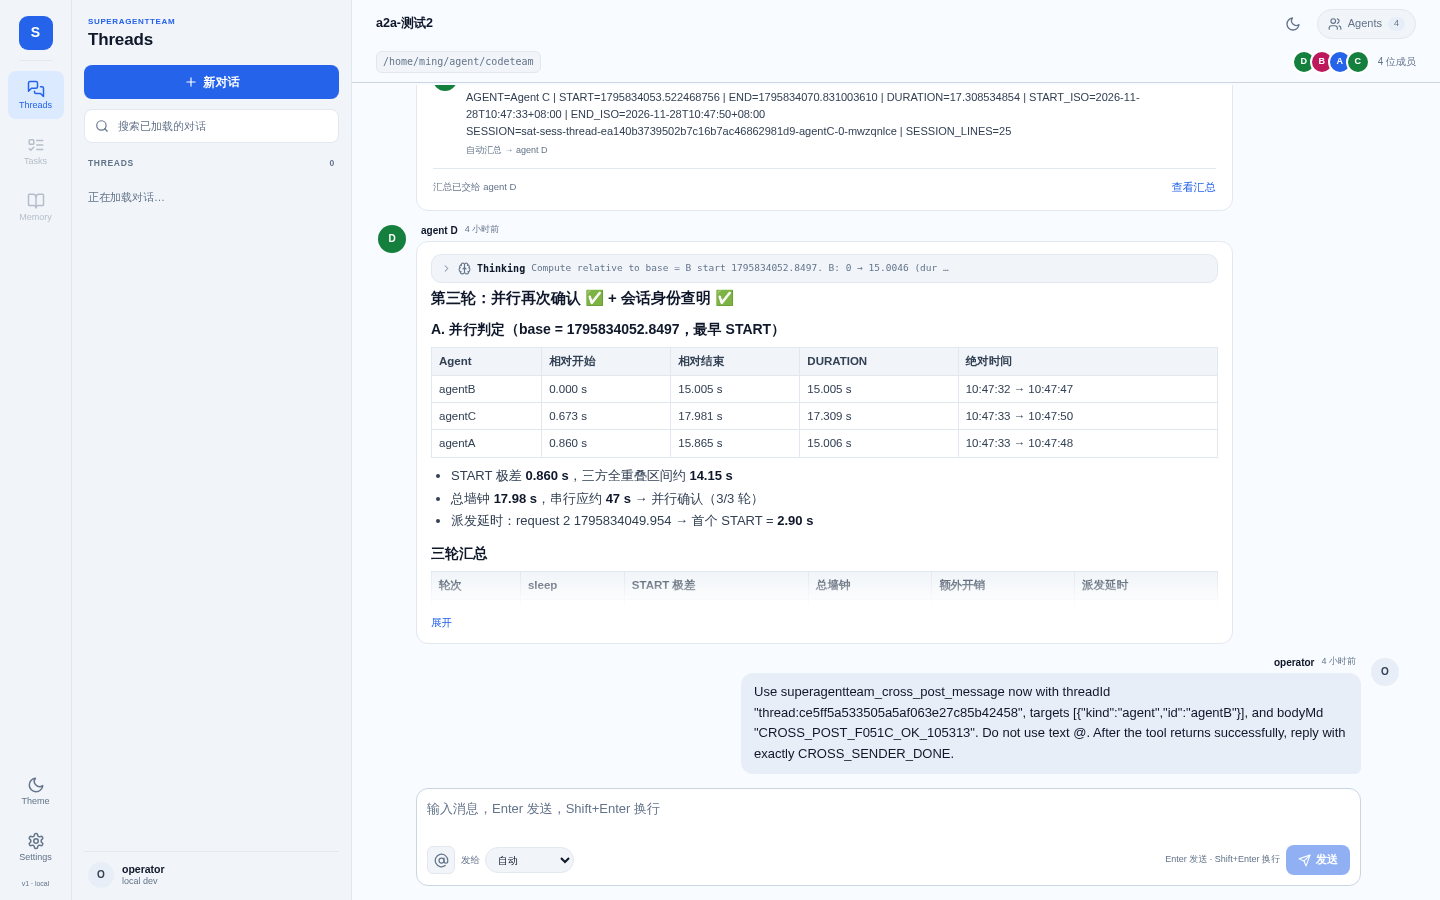 S
Threads
Tasks
Memory
Theme
Settings
v1 · local
SUPERAGENTTEAM
Threads
+ 新对话
搜索已加载的对话
THREADS 0
正在加载对话…
O operator
local dev
a2a-测试2
Agents 4
/home/ming/agent/codeteam
D B A C 4 位成员
AGENT=Agent C | START=1795834053.522468756 | END=1795834070.831003610 | DURATION=17.308534854 | START_ISO=2026-11-
28T10:47:33+08:00 | END_ISO=2026-11-28T10:47:50+08:00
SESSION=sat-sess-thread-ea140b3739502b7c16b7ac46862981d9-agentC-0-mwzqnlce | SESSION_LINES=25
自动汇总 → agent D
汇总已交给 agent D 查看汇总
D agent D 4 小时前
Thinking Compute relative to base = B start 1795834052.8497. B: 0 → 15.0046 (dur …
第三轮：并行再次确认 ✅ + 会话身份查明 ✅
A. 并行判定（base = 1795834052.8497，最早 START）
Agent 相对开始 相对结束 DURATION 绝对时间
agentB 0.000 s 15.005 s 15.005 s 10:47:32 → 10:47:47
agentC 0.673 s 17.981 s 17.309 s 10:47:33 → 10:47:50
agentA 0.860 s 15.865 s 15.006 s 10:47:33 → 10:47:48
• START 极差 0.860 s，三方全重叠区间约 14.15 s
• 总墙钟 17.98 s，串行应约 47 s → 并行确认（3/3 轮）
• 派发延时：request 2 1795834049.954 → 首个 START = 2.90 s
三轮汇总
轮次 sleep START 极差 总墙钟 额外开销 派发延时
展开
operator 4 小时前 O
Use superagentteam_cross_post_message now with threadId
"thread:ce5ff5a533505a5af063e27c85b42458", targets [{"kind":"agent","id":"agentB"}], and bodyMd
"CROSS_POST_F051C_OK_105313". Do not use text @. After the tool returns successfully, reply with
exactly CROSS_SENDER_DONE.
输入消息，Enter 发送，Shift+Enter 换行
发给 自动 Enter 发送 · Shift+Enter 换行 发送